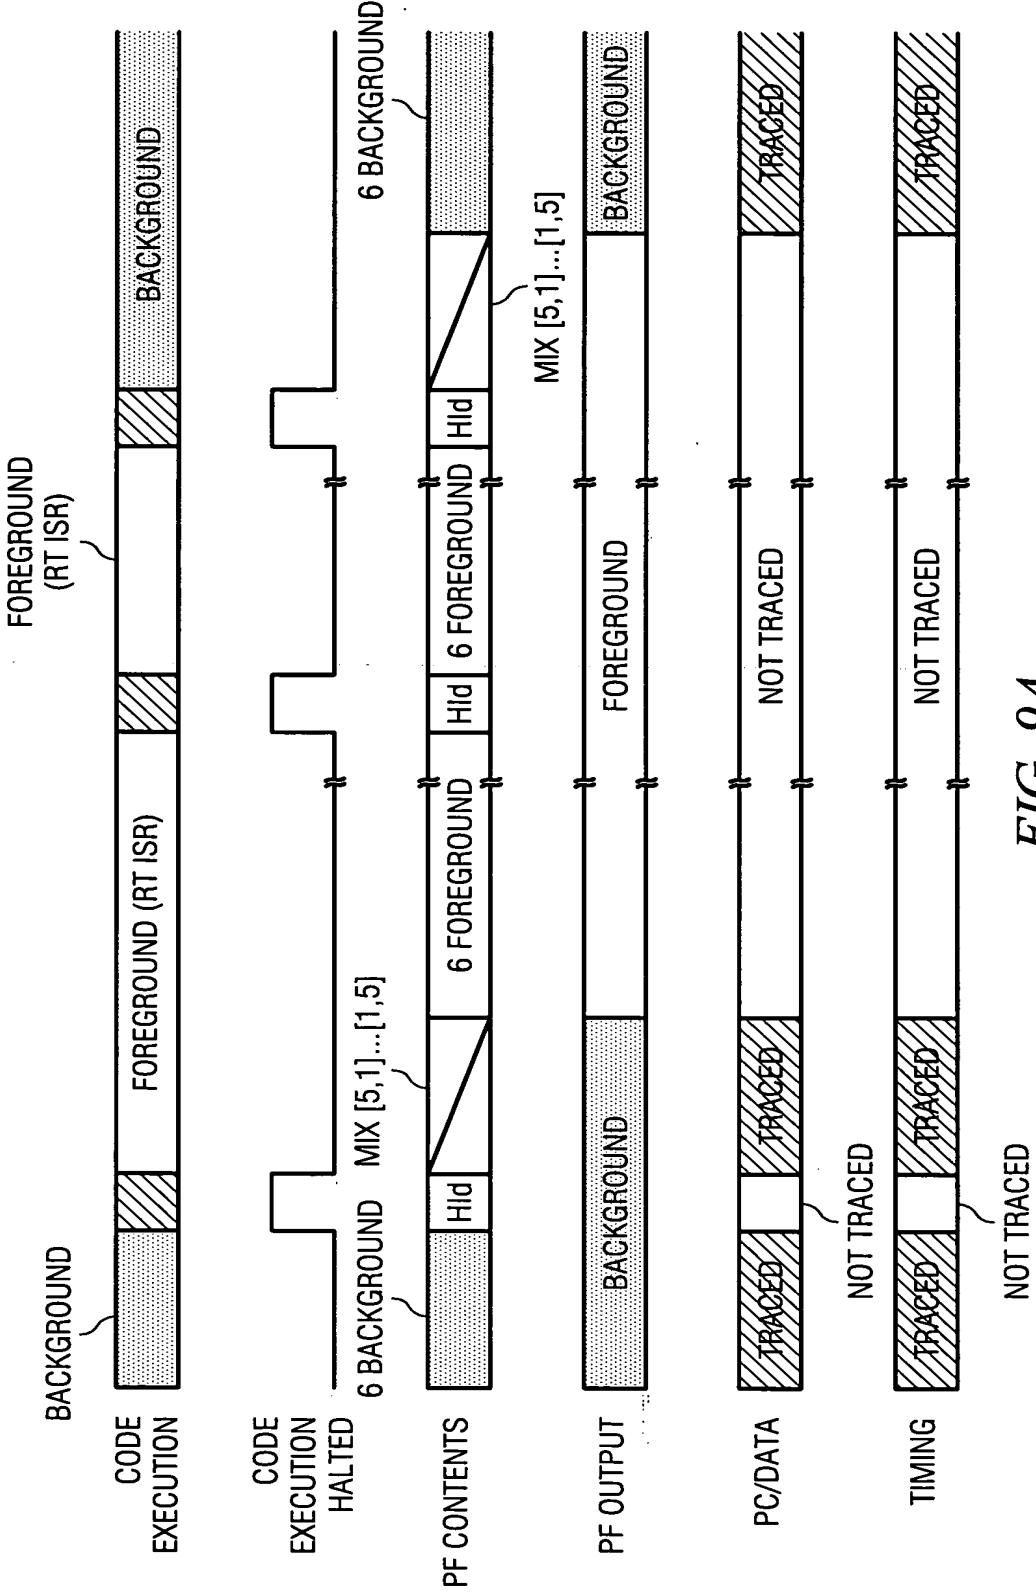 CODE
EXECUTION
BACKGROUND
FOREGROUND (RT ISR)
FOREGROUND
(RT ISR)
BACKGROUND
CODE
EXECUTION
HALTED
PF CONTENTS
6 BACKGROUND
Hld
MIX [5,1]...[1,5]
6 FOREGROUND
Hld
6 FOREGROUND
Hld
MIX [5,1]...[1,5]
6 BACKGROUND
PF OUTPUT
BACKGROUND
FOREGROUND
BACKGROUND
PC/DATA
TRACED
NOT TRACED
TRACED
NOT TRACED
TRACED
TIMING
TRACED
NOT TRACED
TRACED
NOT TRACED
TRACED
FIG. 9A